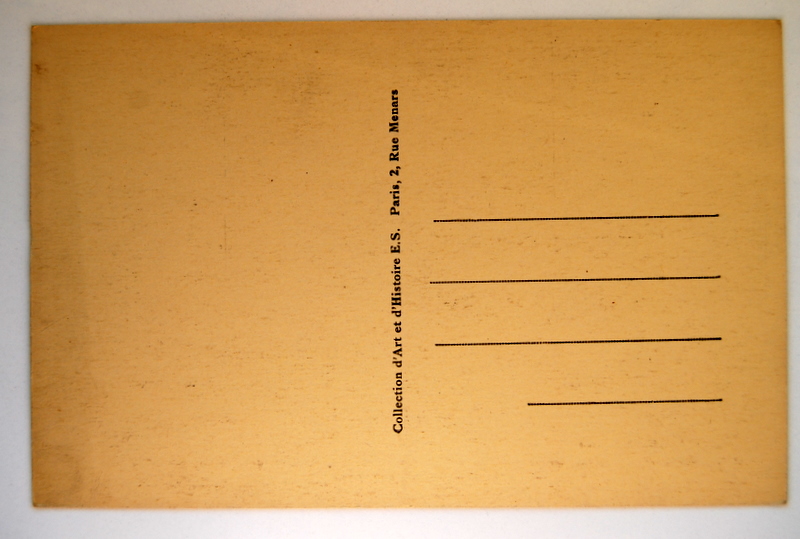 Collection d'Art et d'Histoire E.S. Paris, 2, Rue Menars